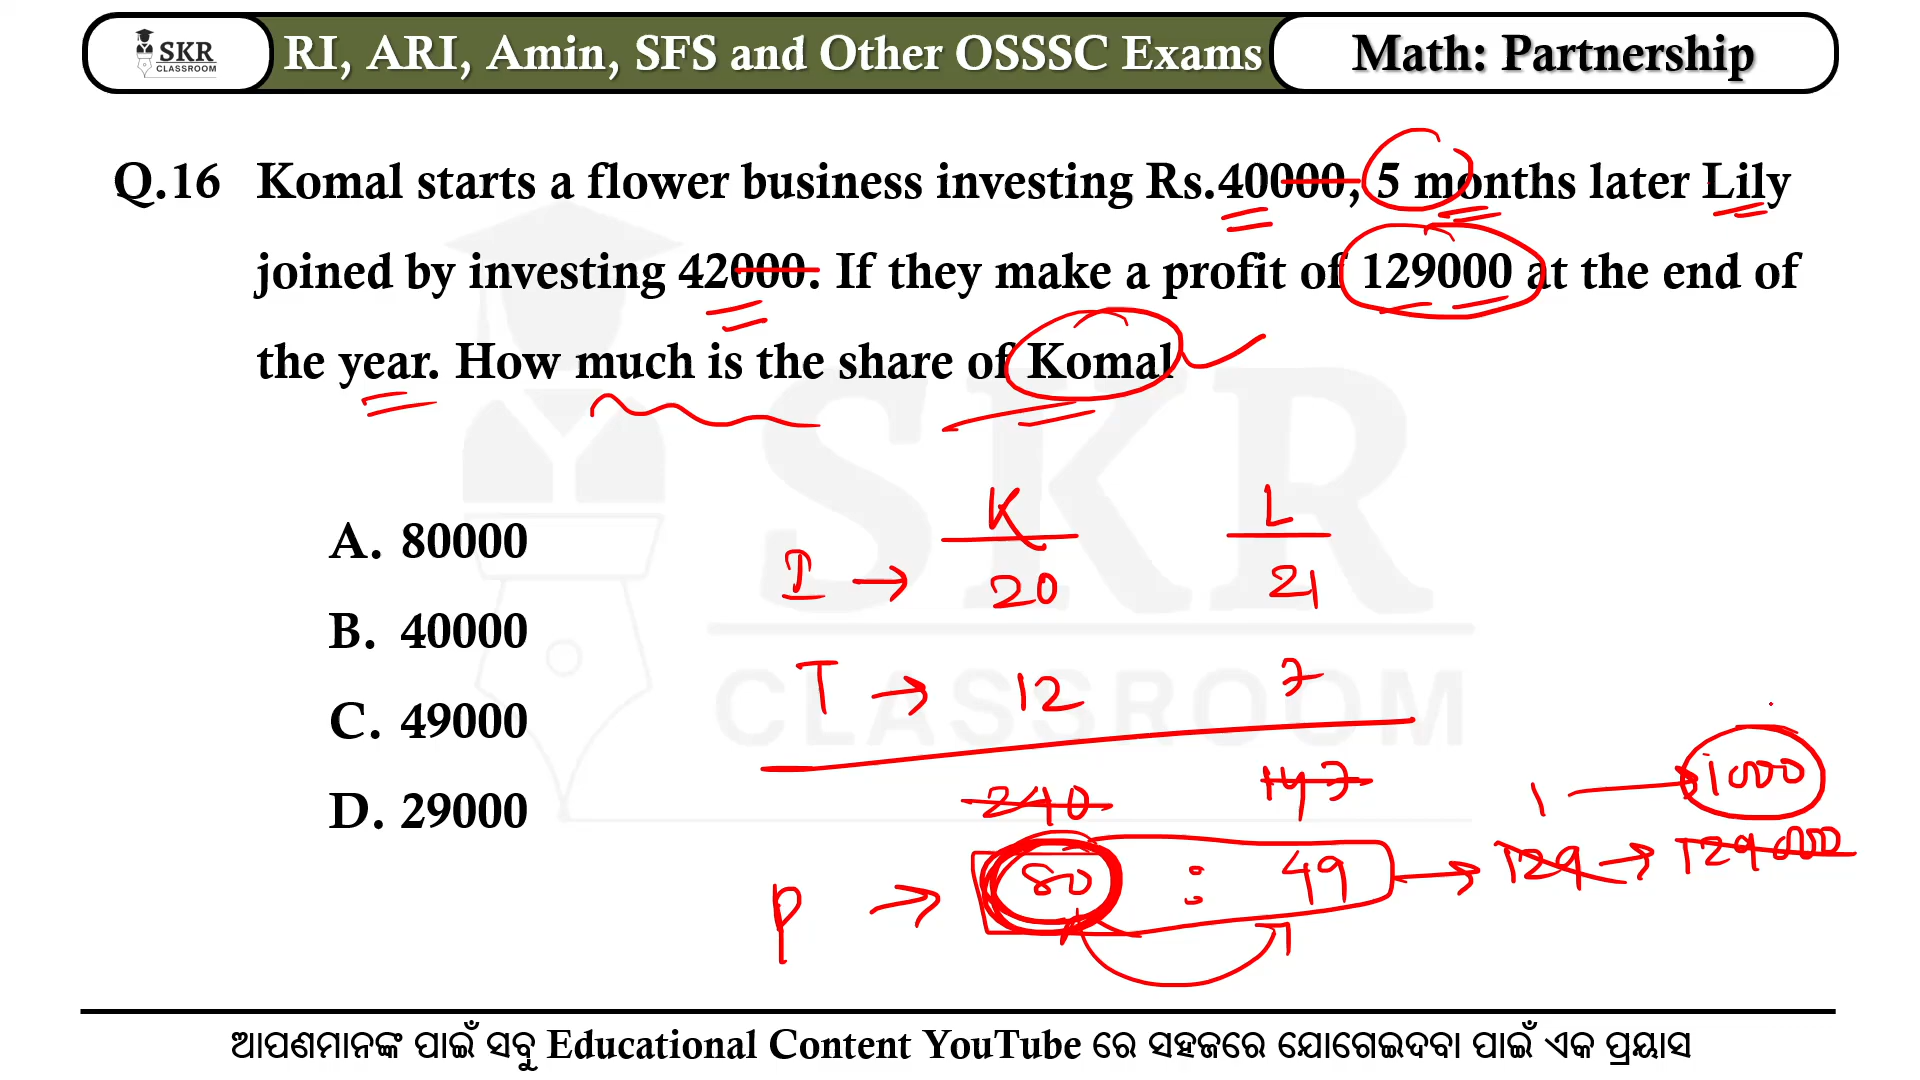 SKR
CLASSROOM
RI, ARI, Amin, SFS and Other OSSSC Exams
Math: Partnership
Q.16 Komal starts a flower business investing Rs.40000, 5 months later Lily
joined by investing 42000. If they make a profit of 129000 at the end of
the year. How much is the share of Komal
A. 80000
B. 40000
C. 49000
D. 29000
SKR
CLASSROOM
K L
I → 20 21
T → 12 7
240 147 1 → 1000
P → 80 : 49 → 129 → 129000
ଆପଣମାନଙ୍କ ପାଇଁ ସବୁ Educational Content YouTube ରେ ସହଜରେ ଯୋଗେଇଦବା ପାଇଁ ଏକ ପ୍ରୟାସ